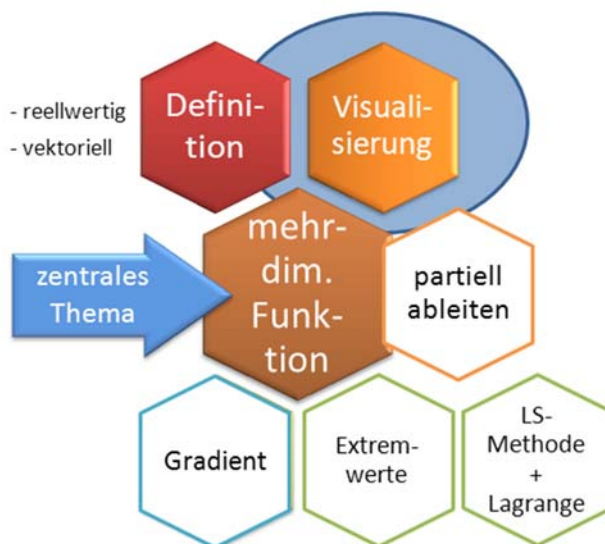 - reellwertig
- vektoriell
Defini-
tion
Visuali-
sierung
zentrales
Thema
mehr-
dim.
Funk-
tion
partiell
ableiten
Gradient
Extrem-
werte
LS-
Methode
+
Lagrange